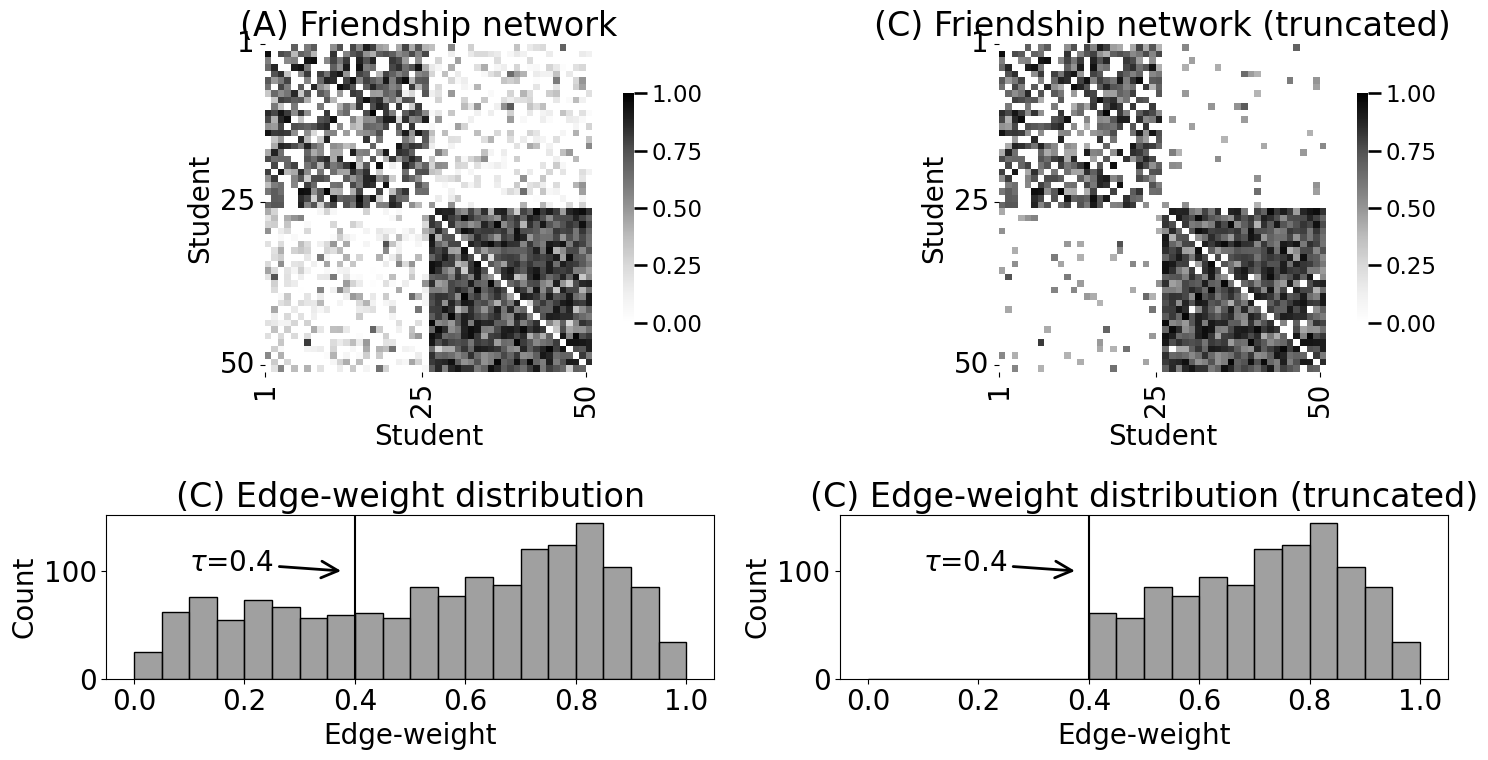 (A) Friendship network
1
25
50
Student
1
25
50
Student
1.00
0.75
0.50
0.25
0.00
(C) Friendship network (truncated)
1
25
50
Student
1
25
50
Student
1.00
0.75
0.50
0.25
0.00
(C) Edge-weight distribution
τ=0.4
100
0
Count
0.0 0.2 0.4 0.6 0.8 1.0
Edge-weight
(C) Edge-weight distribution (truncated)
τ=0.4
100
0
Count
0.0 0.2 0.4 0.6 0.8 1.0
Edge-weight